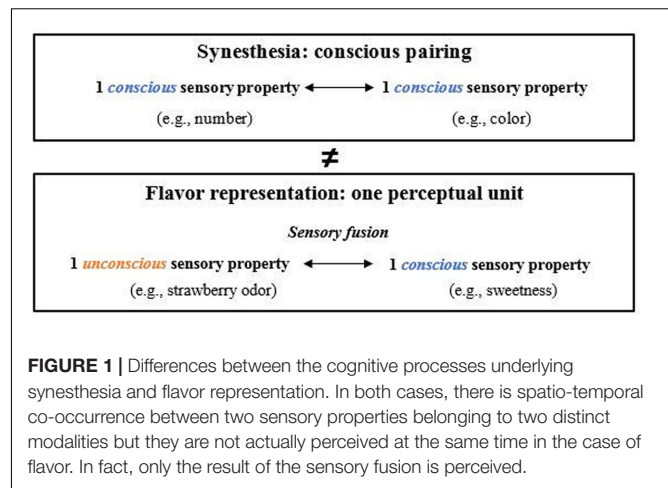 Synesthesia: conscious pairing
1 conscious sensory property ⟷ 1 conscious sensory property
(e.g., number) (e.g., color)
≠
Flavor representation: one perceptual unit
Sensory fusion
1 unconscious sensory property ⟷ 1 conscious sensory property
(e.g., strawberry odor) (e.g., sweetness)
FIGURE 1 | Differences between the cognitive processes underlying
synesthesia and flavor representation. In both cases, there is spatio-temporal
co-occurrence between two sensory properties belonging to two distinct
modalities but they are not actually perceived at the same time in the case of
flavor. In fact, only the result of the sensory fusion is perceived.